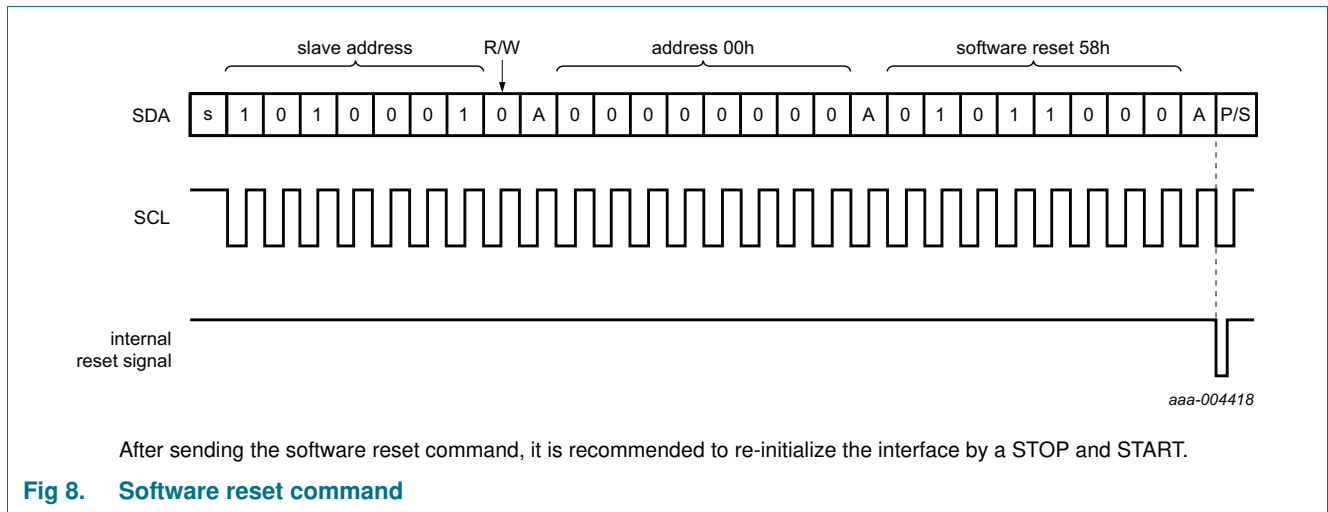 slave address R/W address 00h software reset 58h
SDA s 1 0 1 0 0 0 1 0 A 0 0 0 0 0 0 0 0 A 0 1 0 1 1 0 0 0 A P/S
SCL
internal
reset signal
aaa-004418
After sending the software reset command, it is recommended to re-initialize the interface by a STOP and START.
Fig 8. Software reset command